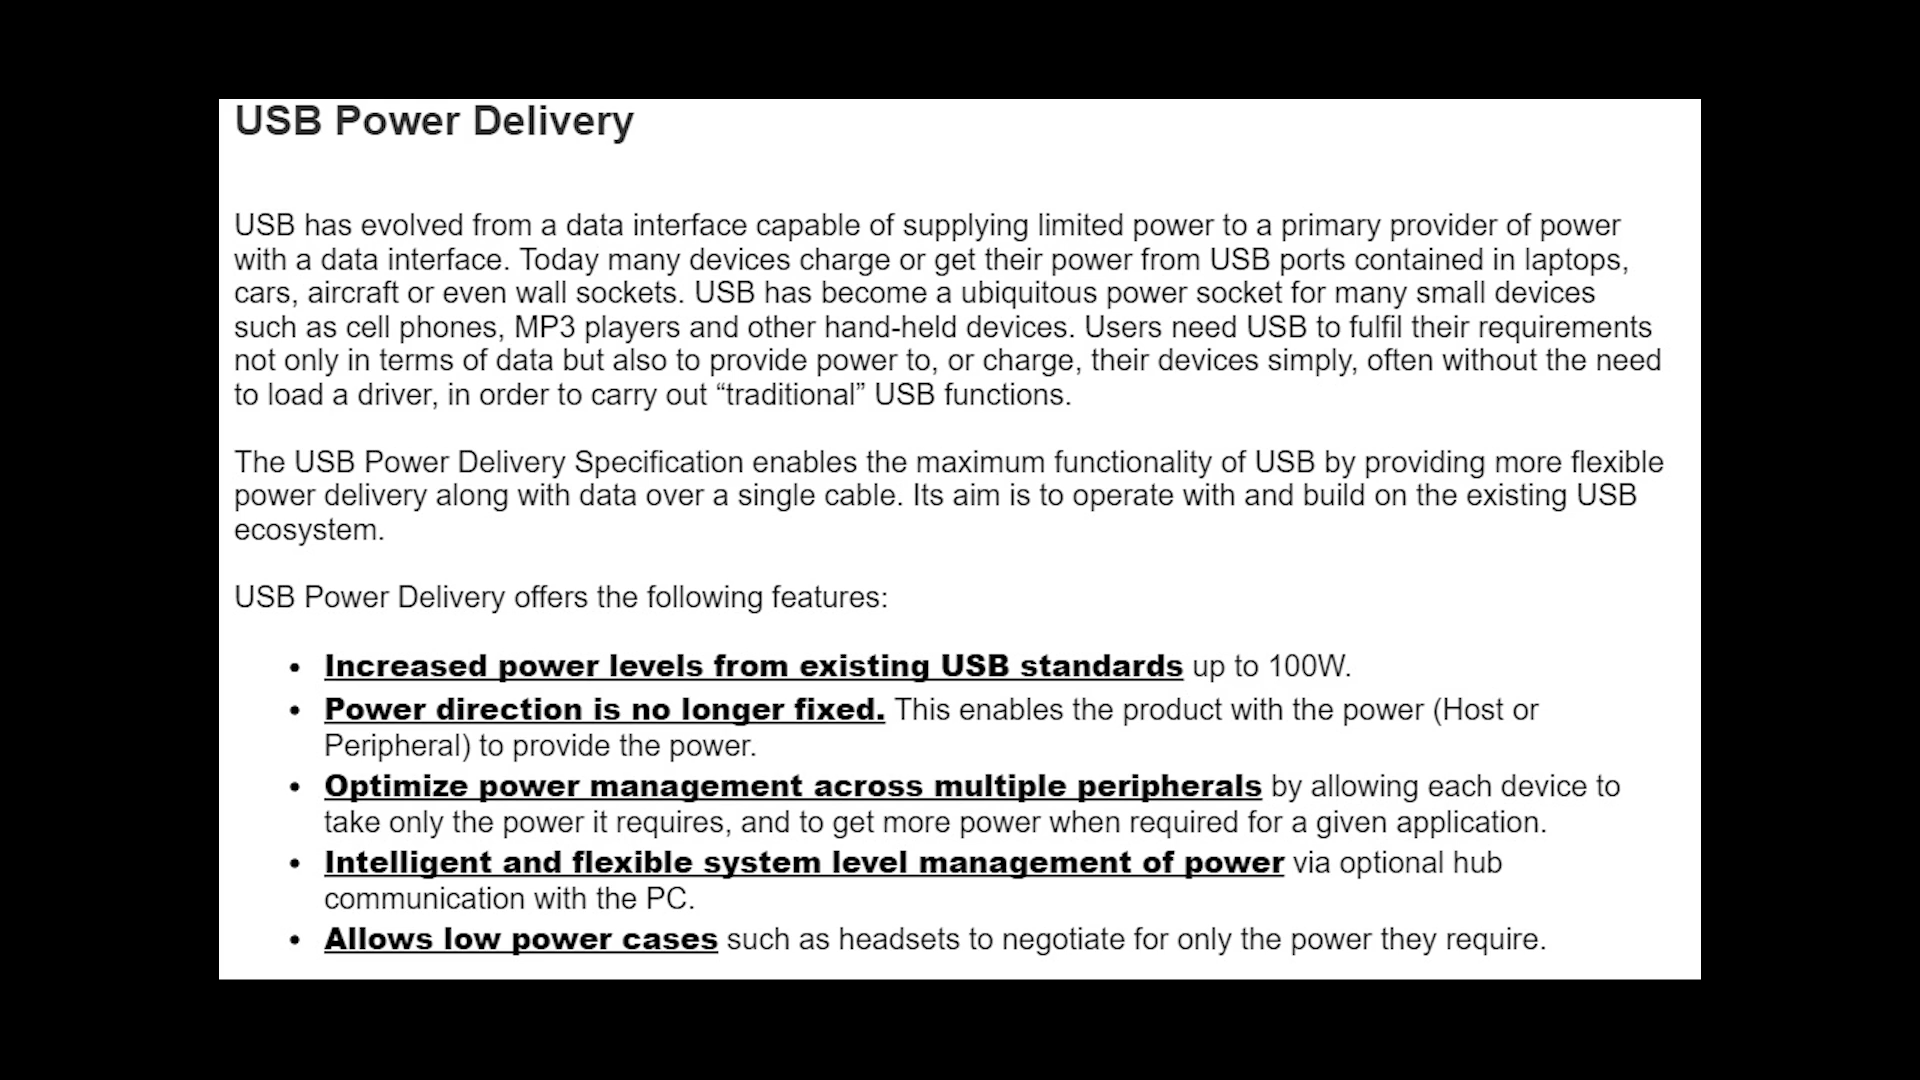 USB Power Delivery
USB has evolved from a data interface capable of supplying limited power to a primary provider of power
with a data interface. Today many devices charge or get their power from USB ports contained in laptops,
cars, aircraft or even wall sockets. USB has become a ubiquitous power socket for many small devices
such as cell phones, MP3 players and other hand-held devices. Users need USB to fulfil their requirements
not only in terms of data but also to provide power to, or charge, their devices simply, often without the need
to load a driver, in order to carry out “traditional” USB functions.
The USB Power Delivery Specification enables the maximum functionality of USB by providing more flexible
power delivery along with data over a single cable. Its aim is to operate with and build on the existing USB
ecosystem.
USB Power Delivery offers the following features:
• Increased power levels from existing USB standards up to 100W.
• Power direction is no longer fixed. This enables the product with the power (Host or
Peripheral) to provide the power.
• Optimize power management across multiple peripherals by allowing each device to
take only the power it requires, and to get more power when required for a given application.
• Intelligent and flexible system level management of power via optional hub
communication with the PC.
• Allows low power cases such as headsets to negotiate for only the power they require.